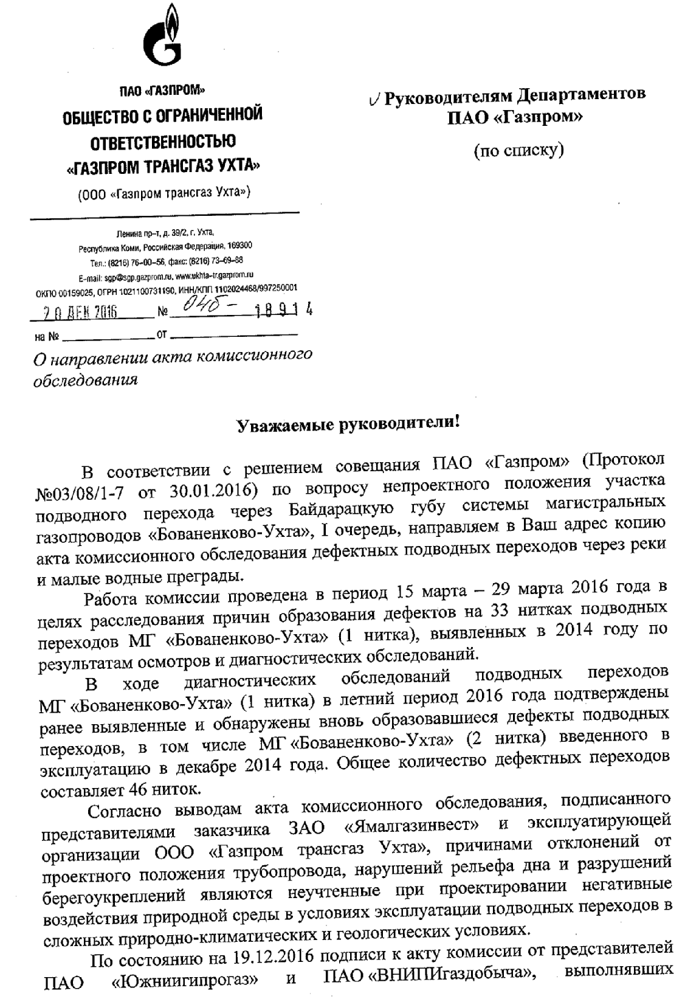 ПАО «ГАЗПРОМ»
ОБЩЕСТВО С ОГРАНИЧЕННОЙ
ОТВЕТСТВЕННОСТЬЮ
«ГАЗПРОМ ТРАНСГАЗ УХТА»
(ООО «Газпром трансгаз Ухта»)
Ленина пр–т, д. 39/2, г. Ухта,
Республика Коми, Российская Федерация, 169300
Тел.: (8216) 76–00–56, факс: (8216) 73–69–88
E–mail: sgp@sgp.gazprom.ru, www.ukhta–tr.gazprom.ru
ОКПО 00159025, ОГРН 1021100731190, ИНН/КПП 1102024468/997250001
20 ДЕК 2016 № 04б – 18914
на № от
О направлении акта комиссионного
обследования
Руководителям Департаментов
ПАО «Газпром»
(по списку)
Уважаемые руководители!
В соответствии с решением совещания ПАО «Газпром» (Протокол
№03/08/1-7 от 30.01.2016) по вопросу непроектного положения участка
подводного перехода через Байдарацкую губу системы магистральных
газопроводов «Бованенково-Ухта», I очередь, направляем в Ваш адрес копию
акта комиссионного обследования дефектных подводных переходов через реки
и малые водные преграды.
Работа комиссии проведена в период 15 марта – 29 марта 2016 года в
целях расследования причин образования дефектов на 33 нитках подводных
переходов МГ «Бованенково-Ухта» (1 нитка), выявленных в 2014 году по
результатам осмотров и диагностических обследований.
В ходе диагностических обследований подводных переходов
МГ «Бованенково-Ухта» (1 нитка) в летний период 2016 года подтверждены
ранее выявленные и обнаружены вновь образовавшиеся дефекты подводных
переходов, в том числе МГ «Бованенково-Ухта» (2 нитка) введенного в
эксплуатацию в декабре 2014 года. Общее количество дефектных переходов
составляет 46 ниток.
Согласно выводам акта комиссионного обследования, подписанного
представителями заказчика ЗАО «Ямалгазинвест» и эксплуатирующей
организации ООО «Газпром трансгаз Ухта», причинами отклонений от
проектного положения трубопровода, нарушений рельефа дна и разрушений
берегоукреплений являются неучтенные при проектировании негативные
воздействия природной среды в условиях эксплуатации подводных переходов в
сложных природно-климатических и геологических условиях.
По состоянию на 19.12.2016 подписи к акту комиссии от представителей
ПАО «Южниигипрогаз» и ПАО «ВНИПИгаздобыча», выполнявших